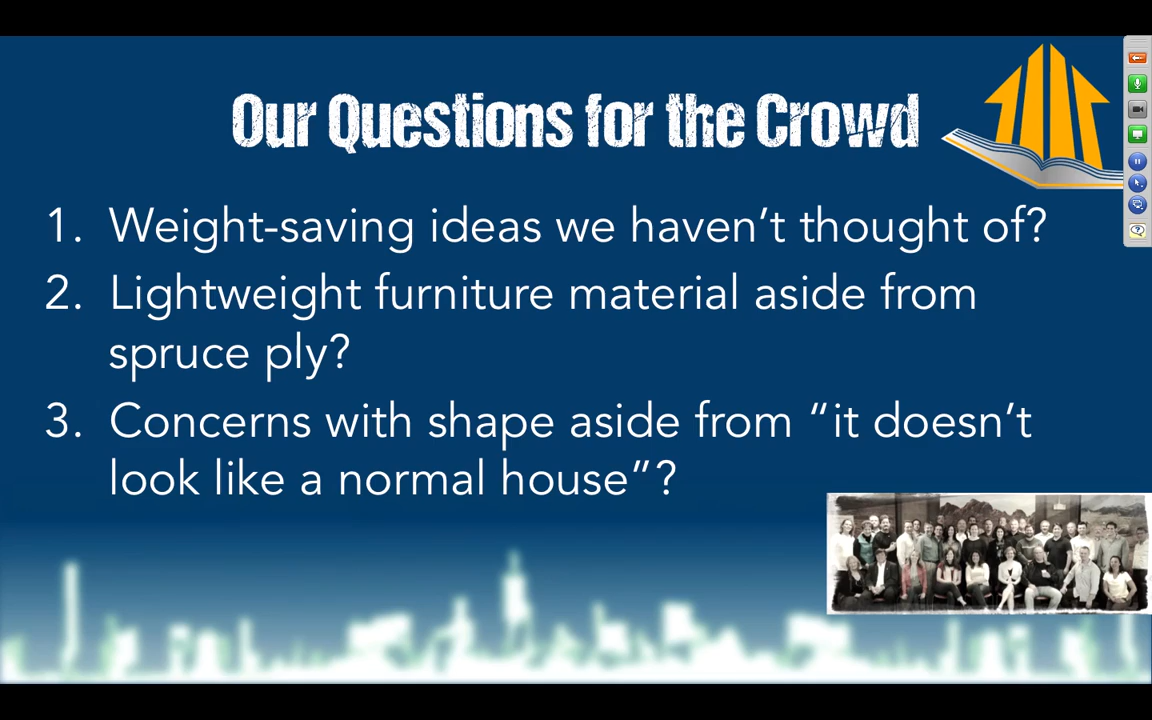 Our Questions for the Crowd
1. Weight-saving ideas we haven’t thought of?
2. Lightweight furniture material aside from
spruce ply?
3. Concerns with shape aside from “it doesn’t
look like a normal house”?